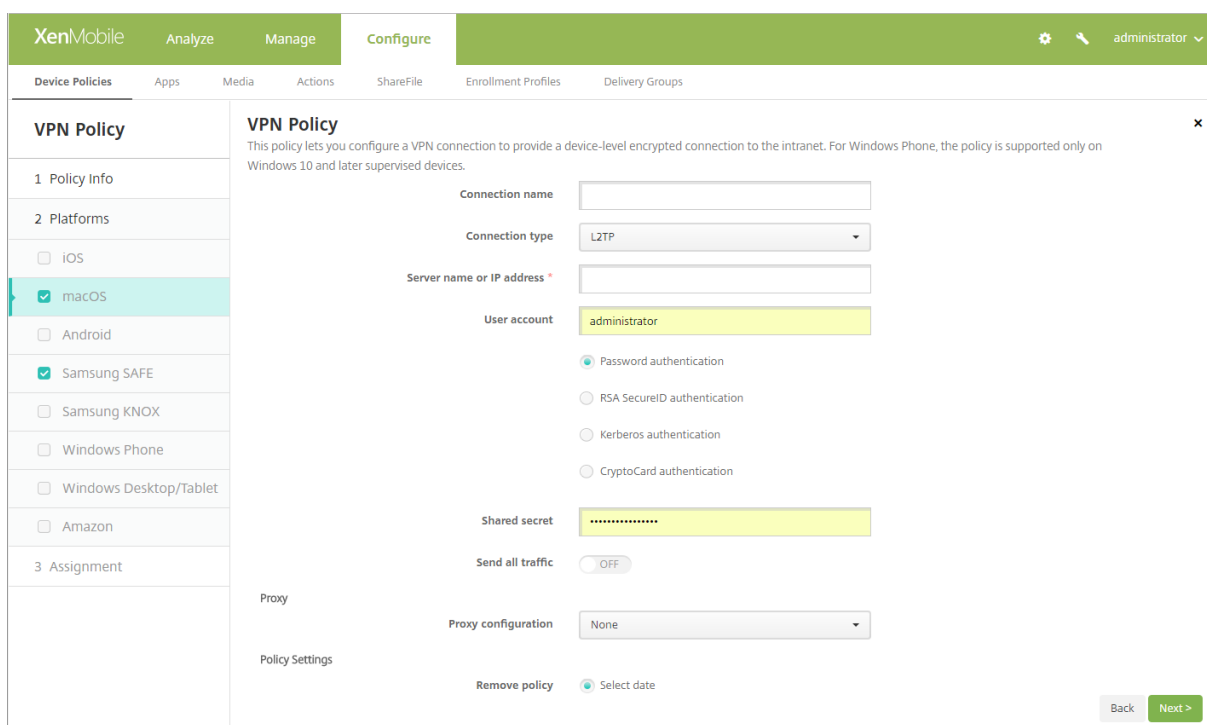 XenMobile Analyze Manage Configure administrator
Device Policies Apps Media Actions ShareFile Enrollment Profiles Delivery Groups
VPN Policy
1 Policy Info
2 Platforms
iOS
macOS
Android
Samsung SAFE
Samsung KNOX
Windows Phone
Windows Desktop/Tablet
Amazon
3 Assignment
VPN Policy
This policy lets you configure a VPN connection to provide a device-level encrypted connection to the intranet. For Windows Phone, the policy is supported only on
Windows 10 and later supervised devices.
Connection name
Connection type L2TP
Server name or IP address *
User account administrator
Password authentication
RSA SecureID authentication
Kerberos authentication
CryptoCard authentication
Shared secret ••••••••••••••••
Send all traffic OFF
Proxy
Proxy configuration None
Policy Settings
Remove policy Select date
Back Next >